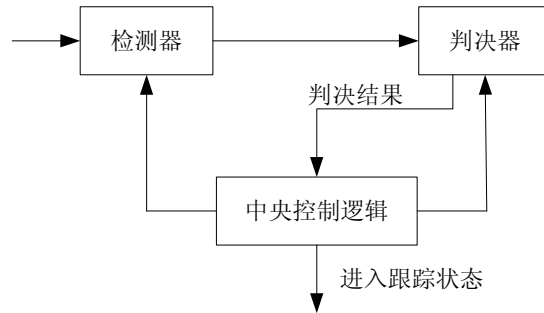 检测器
判决器
判决结果
中央控制逻辑
进入跟踪状态